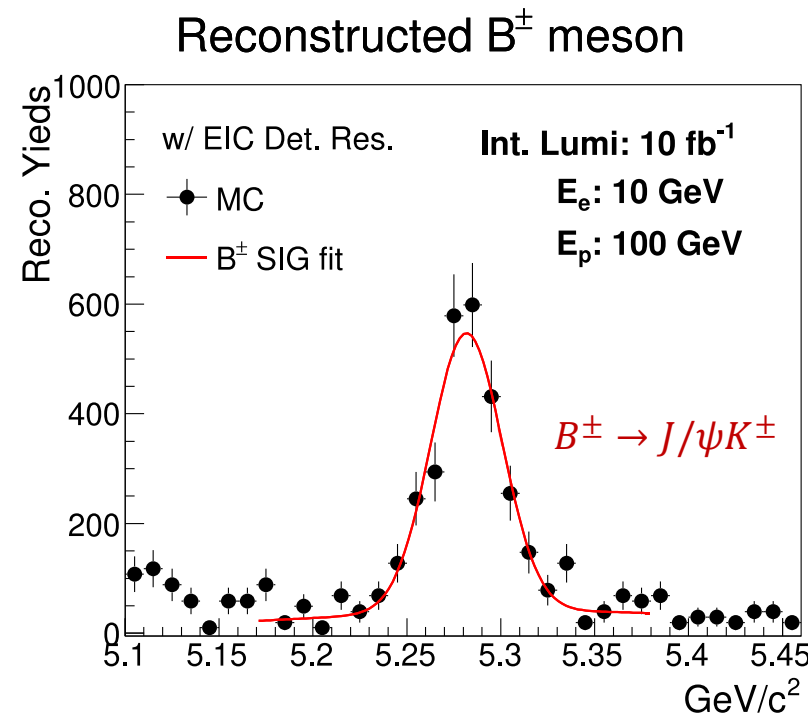 Reconstructed B± meson
Reco. Yieds
1000
800
600
400
200
0
w/ EIC Det. Res.
MC
B± SIG fit
Int. Lumi: 10 fb⁻¹
Eₑ: 10 GeV
Eₚ: 100 GeV
B± → J/ψK±
5.1 5.15 5.2 5.25 5.3 5.35 5.4 5.45
GeV/c²